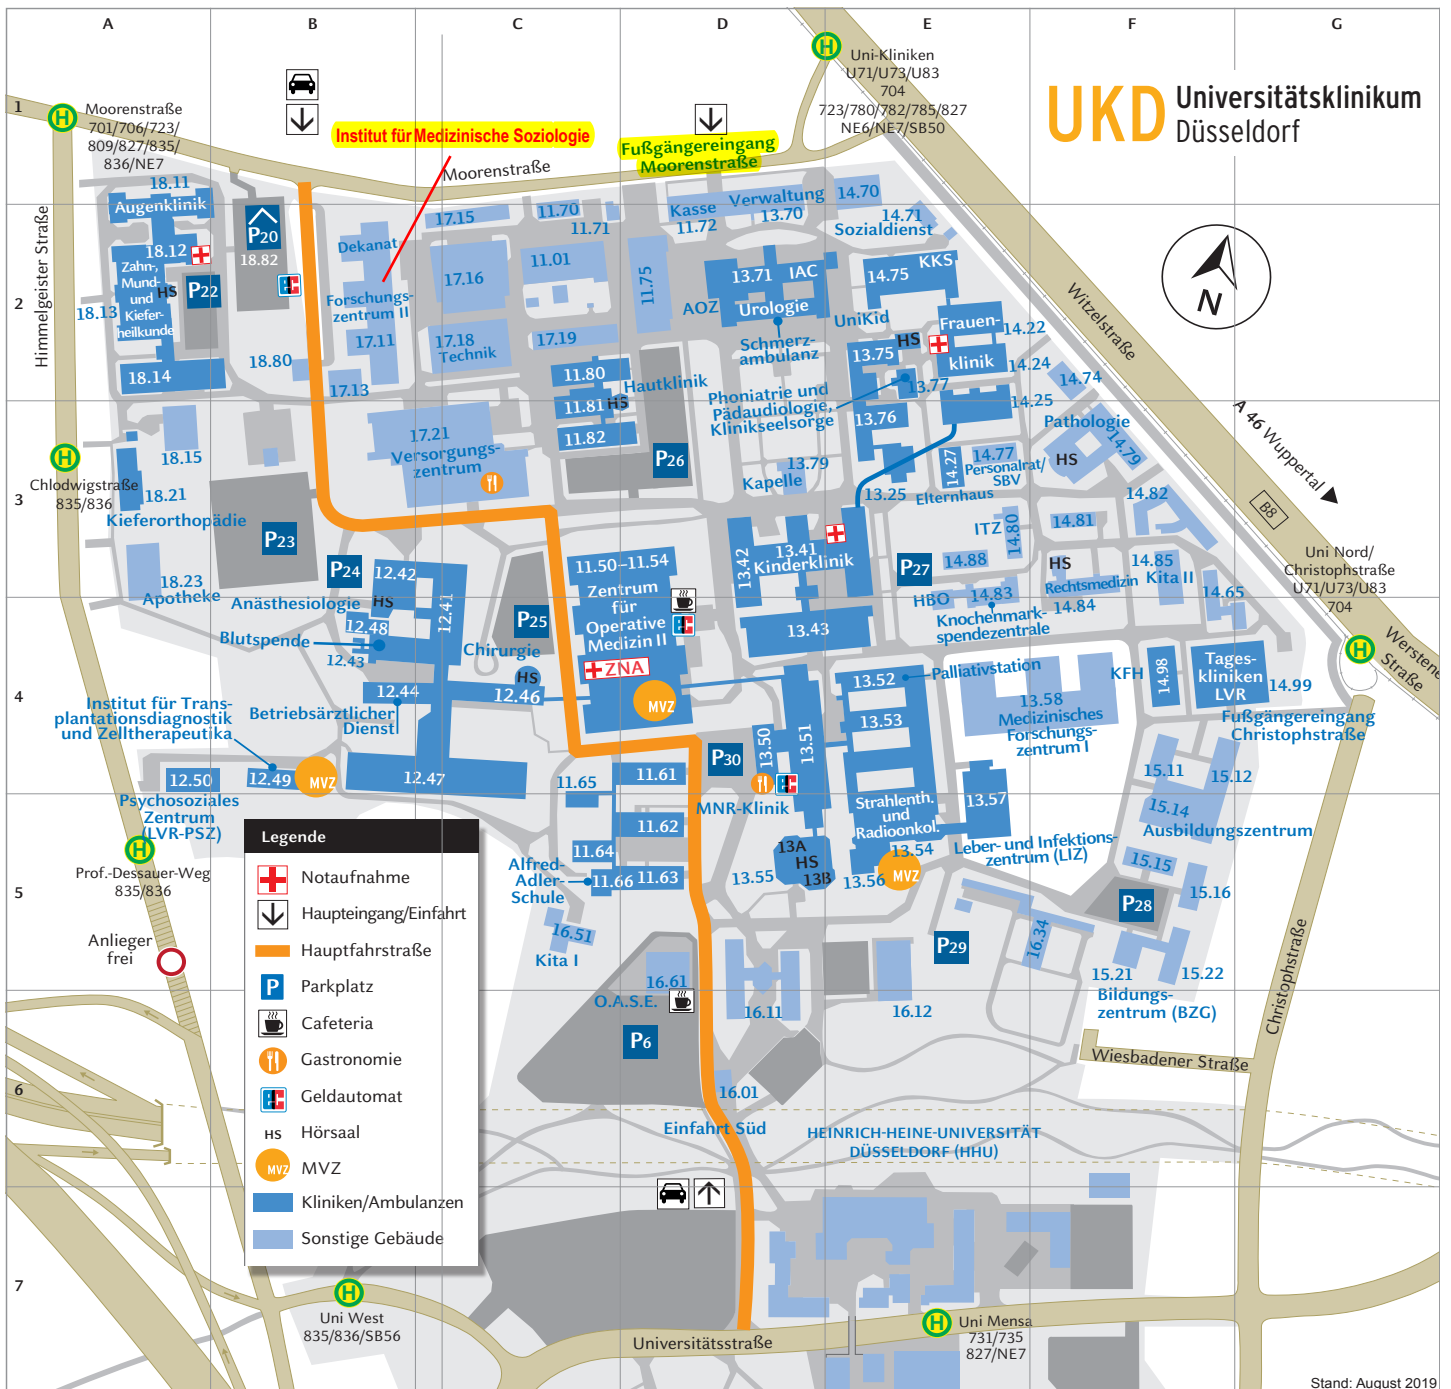 A B C D E F G
1
2
3
4
5
6
7
UKD Universitätsklinikum
Düsseldorf
N
Moorenstraße
701/706/723/
809/827/835/
836/NE7
Institut für Medizinische Soziologie
Moorenstraße
Fußgängereingang
Moorenstraße
Uni-Kliniken
U71/U73/U83
704
723/780/782/785/827
NE6/NE7/SB50
Himmelgeister Straße
Witzelstraße
A 46 Wuppertal
B8
18.11
Augenklinik
18.12
Zahn-,
Mund-
und
Kiefer-
heilkunde
HS
P22
18.13
18.14
P20
18.82
18.80
Dekanat
Forschungs-
zentrum II
17.11
17.13
17.15
17.16
17.18
Technik
11.70
11.71
11.01
17.19
11.75
Kasse
Verwaltung
11.72
13.70
14.70
14.71
Sozialdienst
13.71
IAC
AOZ
Urologie
Schmerz-
ambulanz
KKS
14.75
UniKid
HS
Frauen-
klinik
14.22
14.24
14.25
14.74
13.75
13.77
13.76
Phoniatrie und
Pädaudiologie,
Klinikseelsorge
11.80
11.81
HS
11.82
Hautklinik
P26
17.21
Versorgungs-
zentrum
Chlodwigstraße
835/836
18.15
18.21
Kieferorthopädie
18.23
Apotheke
P23
P24
Kapelle
13.79
13.25
14.27
14.77
Personalrat/
SBV
Elternhaus
Pathologie
HS
14.79
14.82
ITZ
14.80
14.81
HS
14.85
Rechtsmedizin
Kita II
14.84
14.65
14.88
HBO
14.83
Knochenmark-
spendezentrale
P27
13.42
13.41
Kinderklinik
13.43
11.50–11.54
Zentrum
für
Operative
Medizin II
ZNA
MVZ
P25
Chirurgie
HS
12.46
12.42
Anästhesiologie
HS
12.41
12.48
Blutspende
12.43
12.44
Betriebsärztlicher
Dienstl
Institut für Trans-
plantationsdiagnostik
und Zelltherapeutika
12.50
12.49
MVZ
12.47
Psychosoziales
Zentrum
(LVR-PSZ)
Prof.-Dessauer-Weg
835/836
Anlieger
frei
Uni Nord/
Christophstraße
U71/U73/U83
704
Werstener
Straße
KFH
14.98
Tages-
kliniken
LVR
14.99
Fußgängereingang
Christophstraße
13.52
Palliativstation
13.53
13.58
Medizinisches
Forschungs-
zentrum I
P30
13.50
13.51
MNR-Klinik
Strahlenth.
und
Radioonkol.
13.54
13.57
Leber- und Infektions-
zentrum (LIZ)
13A
HS
13B
13.55
13.56
MVZ
11.65
11.61
11.62
11.64
11.66
11.63
Alfred-
Adler-
Schule
16.51
Kita I
16.61
O.A.S.E.
P6
15.11
15.12
15.14
Ausbildungszentrum
15.15
15.16
P28
P29
16.34
15.21
15.22
Bildungs-
zentrum (BZG)
16.11
16.12
16.01
Einfahrt Süd
Christophstraße
Wiesbadener Straße
HEINRICH-HEINE-UNIVERSITÄT
DÜSSELDORF (HHU)
Legende
Notaufnahme
Haupteingang/Einfahrt
Hauptfahrstraße
P Parkplatz
Cafeteria
Gastronomie
Geldautomat
HS Hörsaal
MVZ MVZ
Kliniken/Ambulanzen
Sonstige Gebäude
H
Uni West
835/836/SB56
Universitätsstraße
H
Uni Mensa
731/735
827/NE7
Stand: August 2019